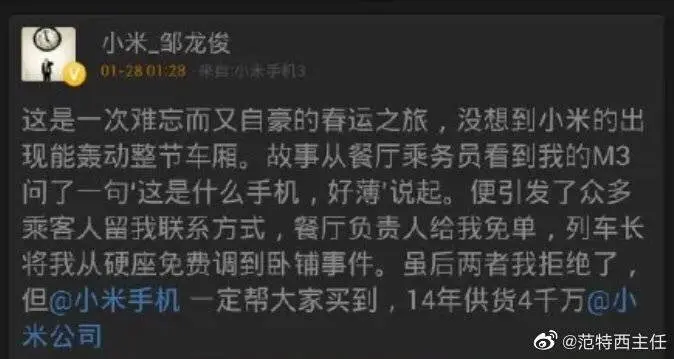 小米_邹龙俊
01-28 01:28 来自:小米手机3
这是一次难忘而又自豪的春运之旅，没想到小米的出
现能轰动整节车厢。故事从餐厅乘务员看到我的M3
问了一句‘这是什么手机，好薄’说起。便引发了众多
乘客人留我联系方式，餐厅负责人给我免单，列车长
将我从硬座免费调到卧铺事件。虽后两者我拒绝了，
但@小米手机 一定帮大家买到，14年供货4千万@小
米公司
@范特西主任